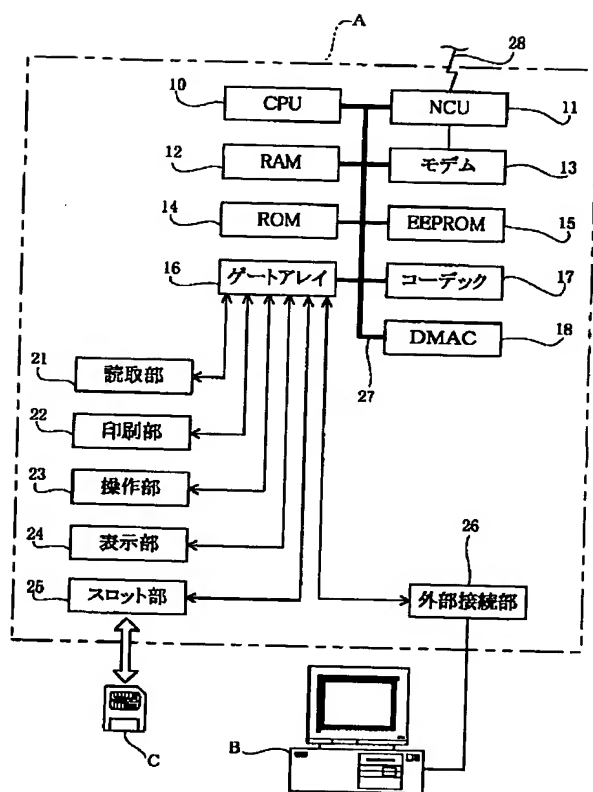 A
28
10
CPU
NCU
11
12
RAM
モデム
13
14
ROM
EEPROM
15
16
ゲートアレイ
コーデック
17
DMAC
18
27
21
読取部
22
印刷部
23
操作部
24
表示部
25
スロット部
26
外部接続部
C
B